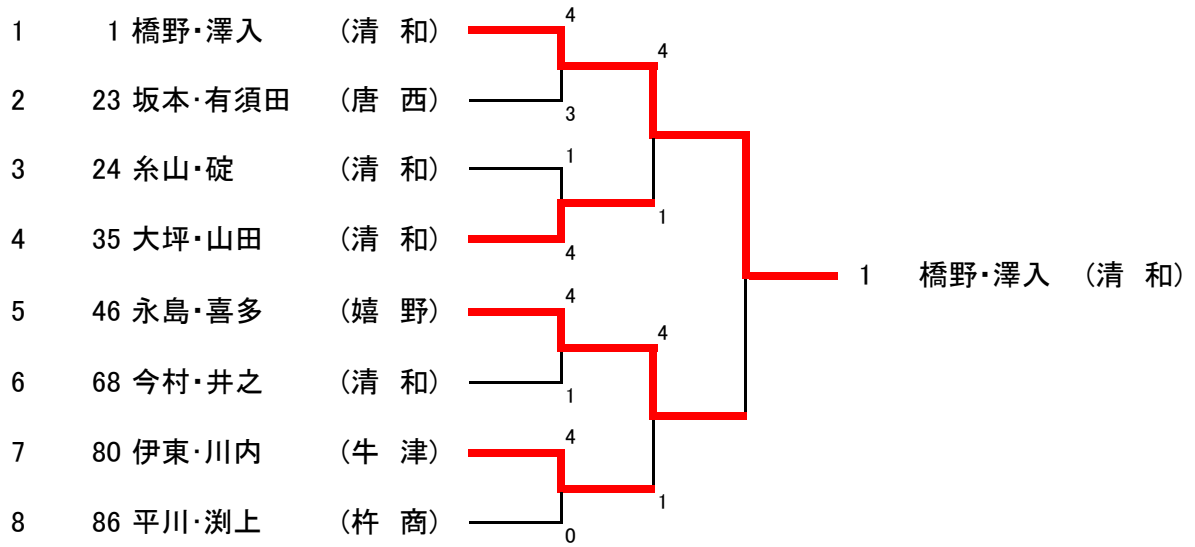 4
1 1 橋野・澤入 (清 和)
4
2 23 坂本・有須田 (唐 西)
3
1
3 24 糸山・碇 (清 和)
1
4 35 大坪・山田 (清 和)
4
1 橋野・澤入 (清 和)
4
5 46 永島・喜多 (嬉 野)
4
6 68 今村・井之 (清 和)
1
4
7 80 伊東・川内 (牛 津)
1
8 86 平川・渕上 (杵 商)
0